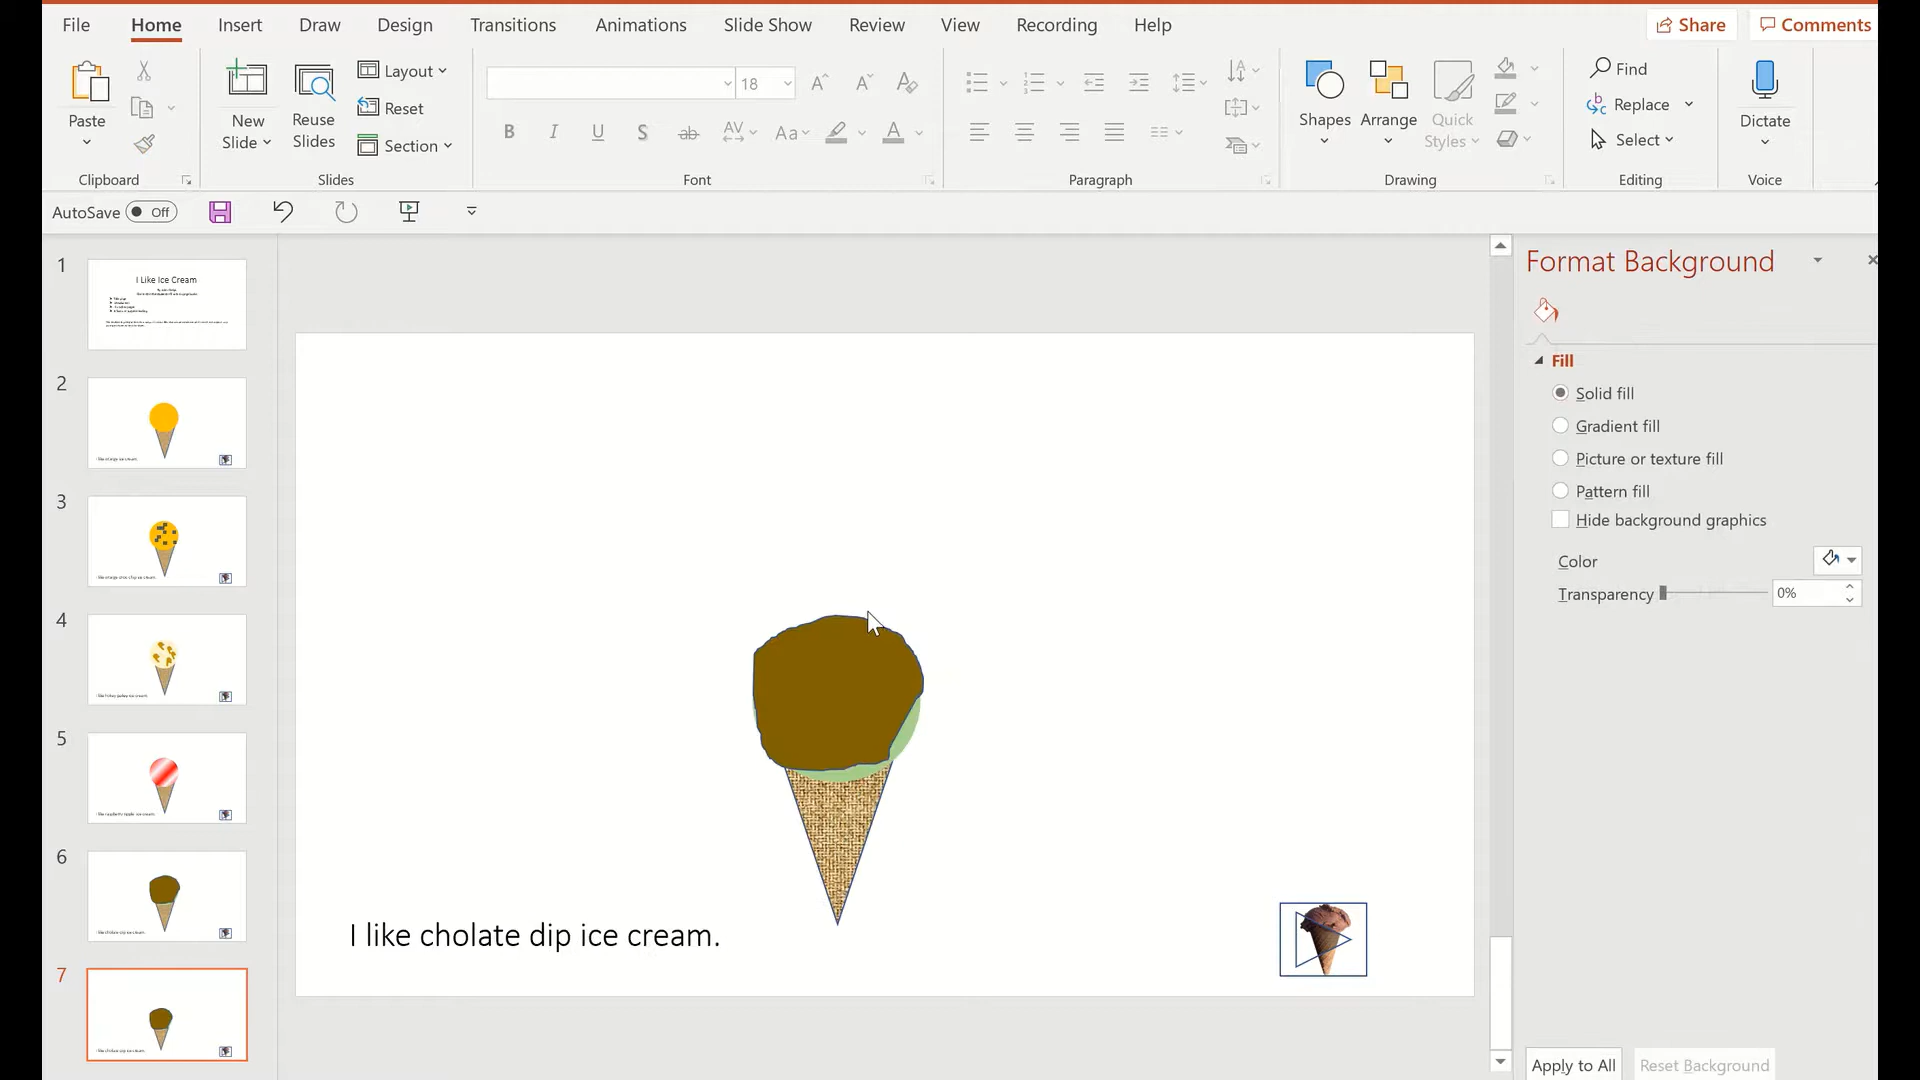 File Home Insert Draw Design Transitions Animations Slide Show Review View Recording Help Share Comments
Paste
Clipboard
New Slide
Reuse Slides
Layout
Reset
Section
Slides
18
B I U S ab AV Aa A
Font
Paragraph
Shapes Arrange Quick Styles
Drawing
Find
Replace
Select
Editing
Dictate
Voice
AutoSave Off
1
I Like Ice Cream
2
3
4
5
6
7
I like cholate dip ice cream.
Format Background
Fill
Solid fill
Gradient fill
Picture or texture fill
Pattern fill
Hide background graphics
Color
Transparency 0%
Apply to All Reset Background